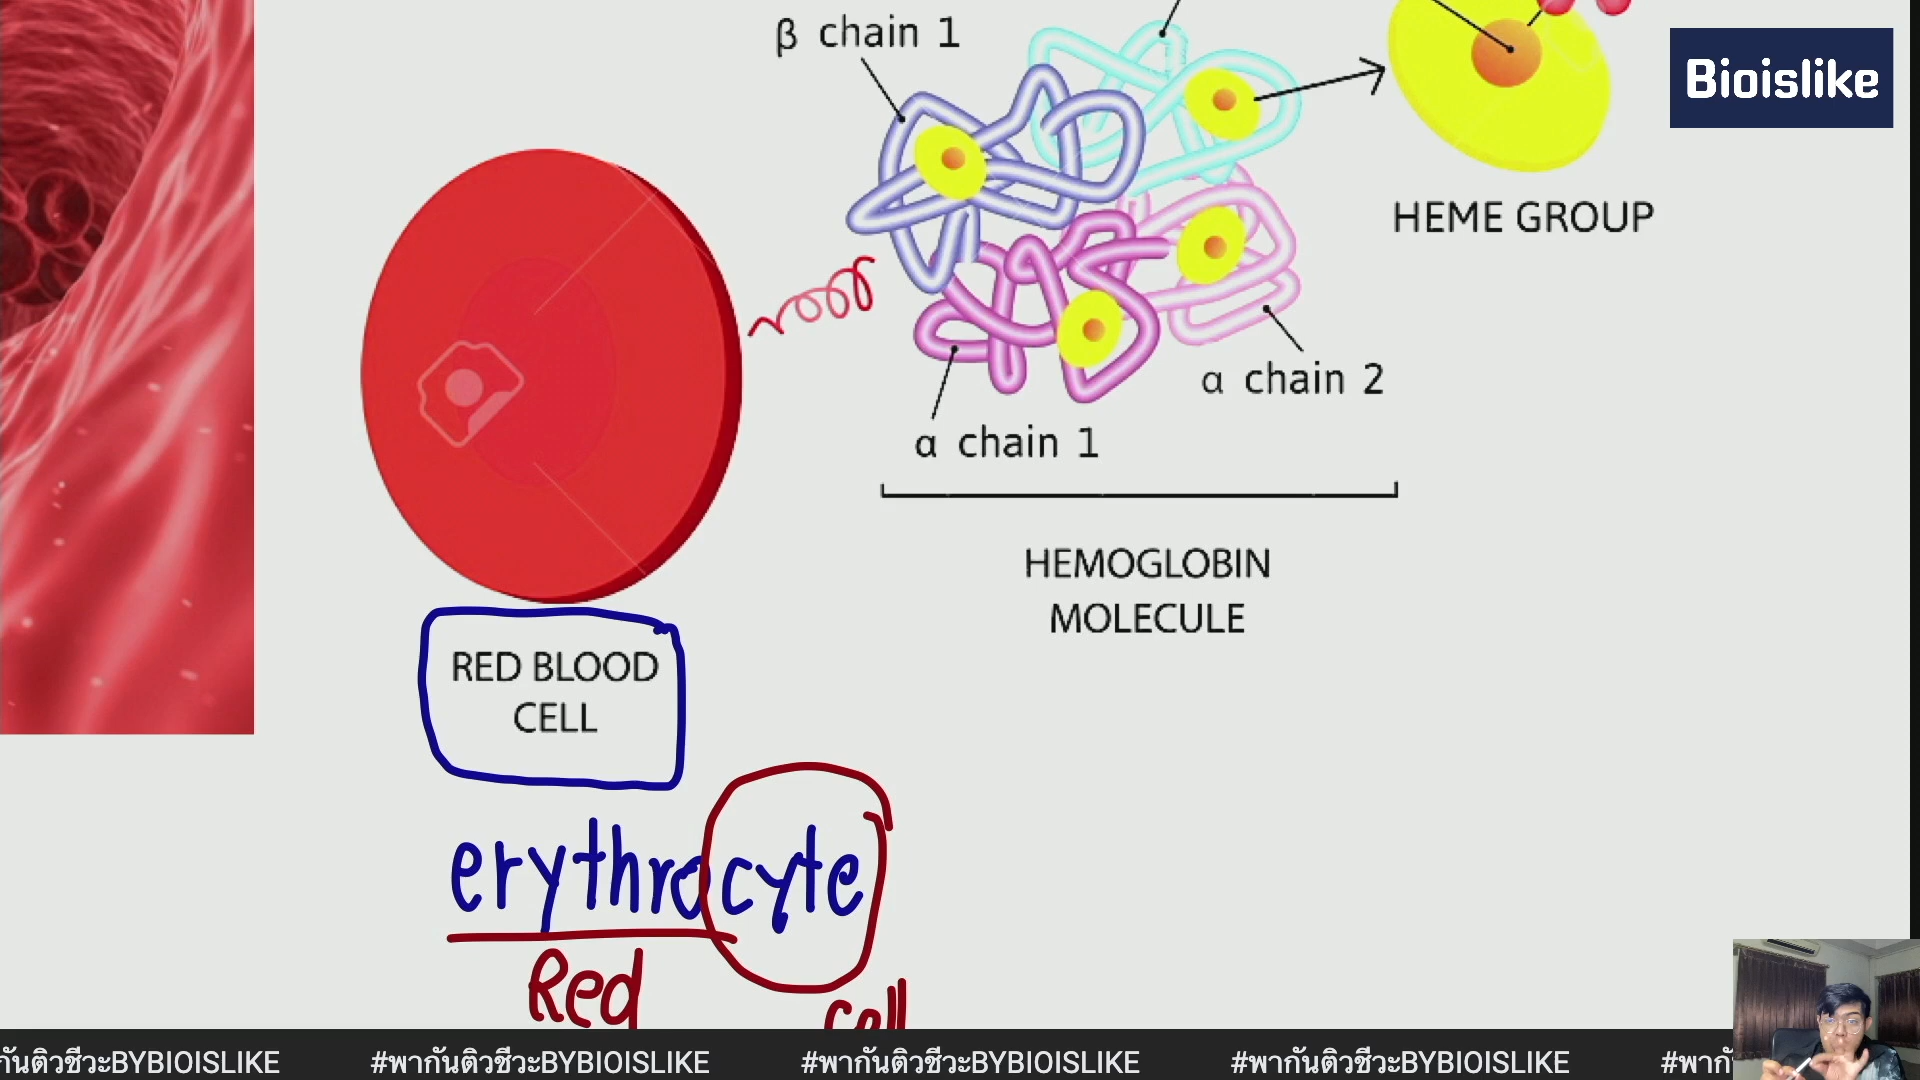 β chain 1
Bioislike
HEME GROUP
α chain 2
α chain 1
HEMOGLOBIN
MOLECULE
RED BLOOD
CELL
erythrocyte
Red
cell
#พากันติวชีวะBYBIOISLIKE #พากันติวชีวะBYBIOISLIKE #พากันติวชีวะBYBIOISLIKE